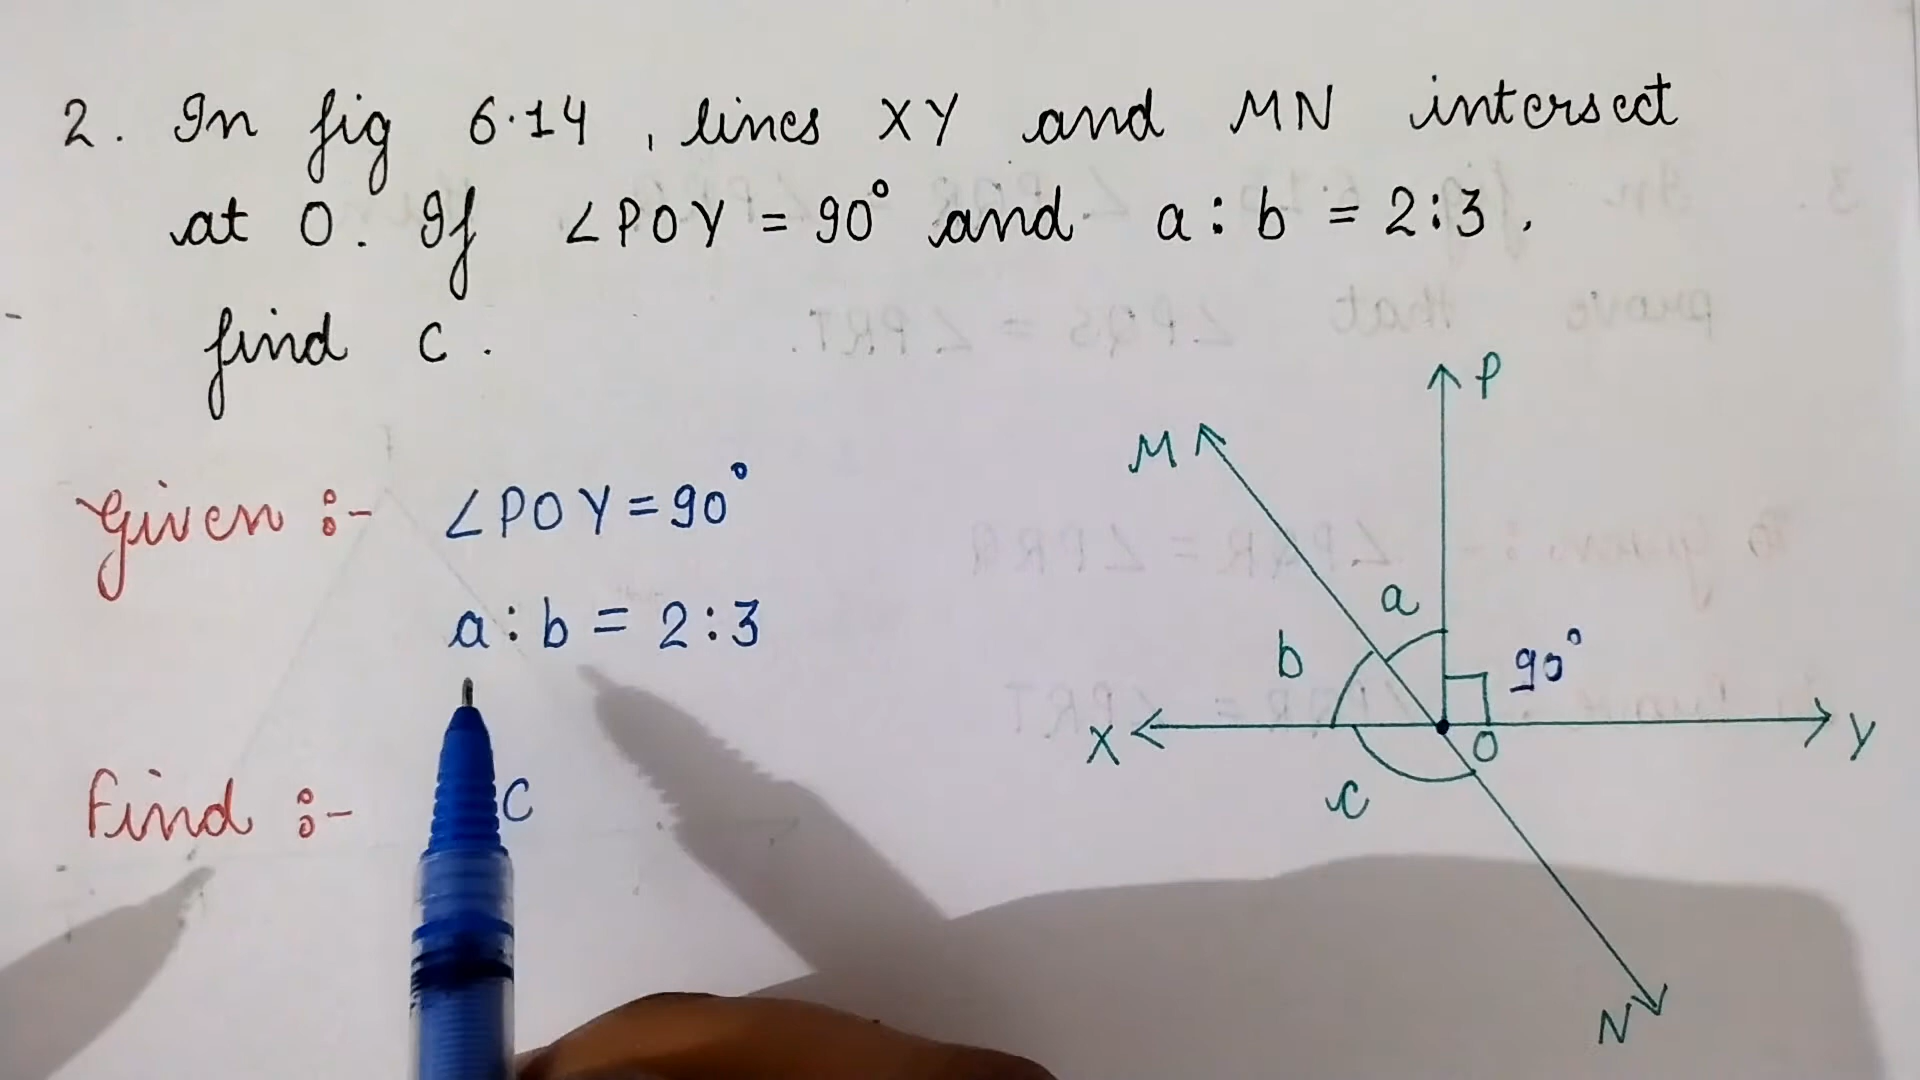 2. In fig 6.14, lines XY and MN intersect
at O. If ∠POY = 90° and a : b = 2:3,
find c.
Given :- ∠POY = 90°
a : b = 2:3
Find :- C
P
M
a
b
90°
X
O
Y
c
N